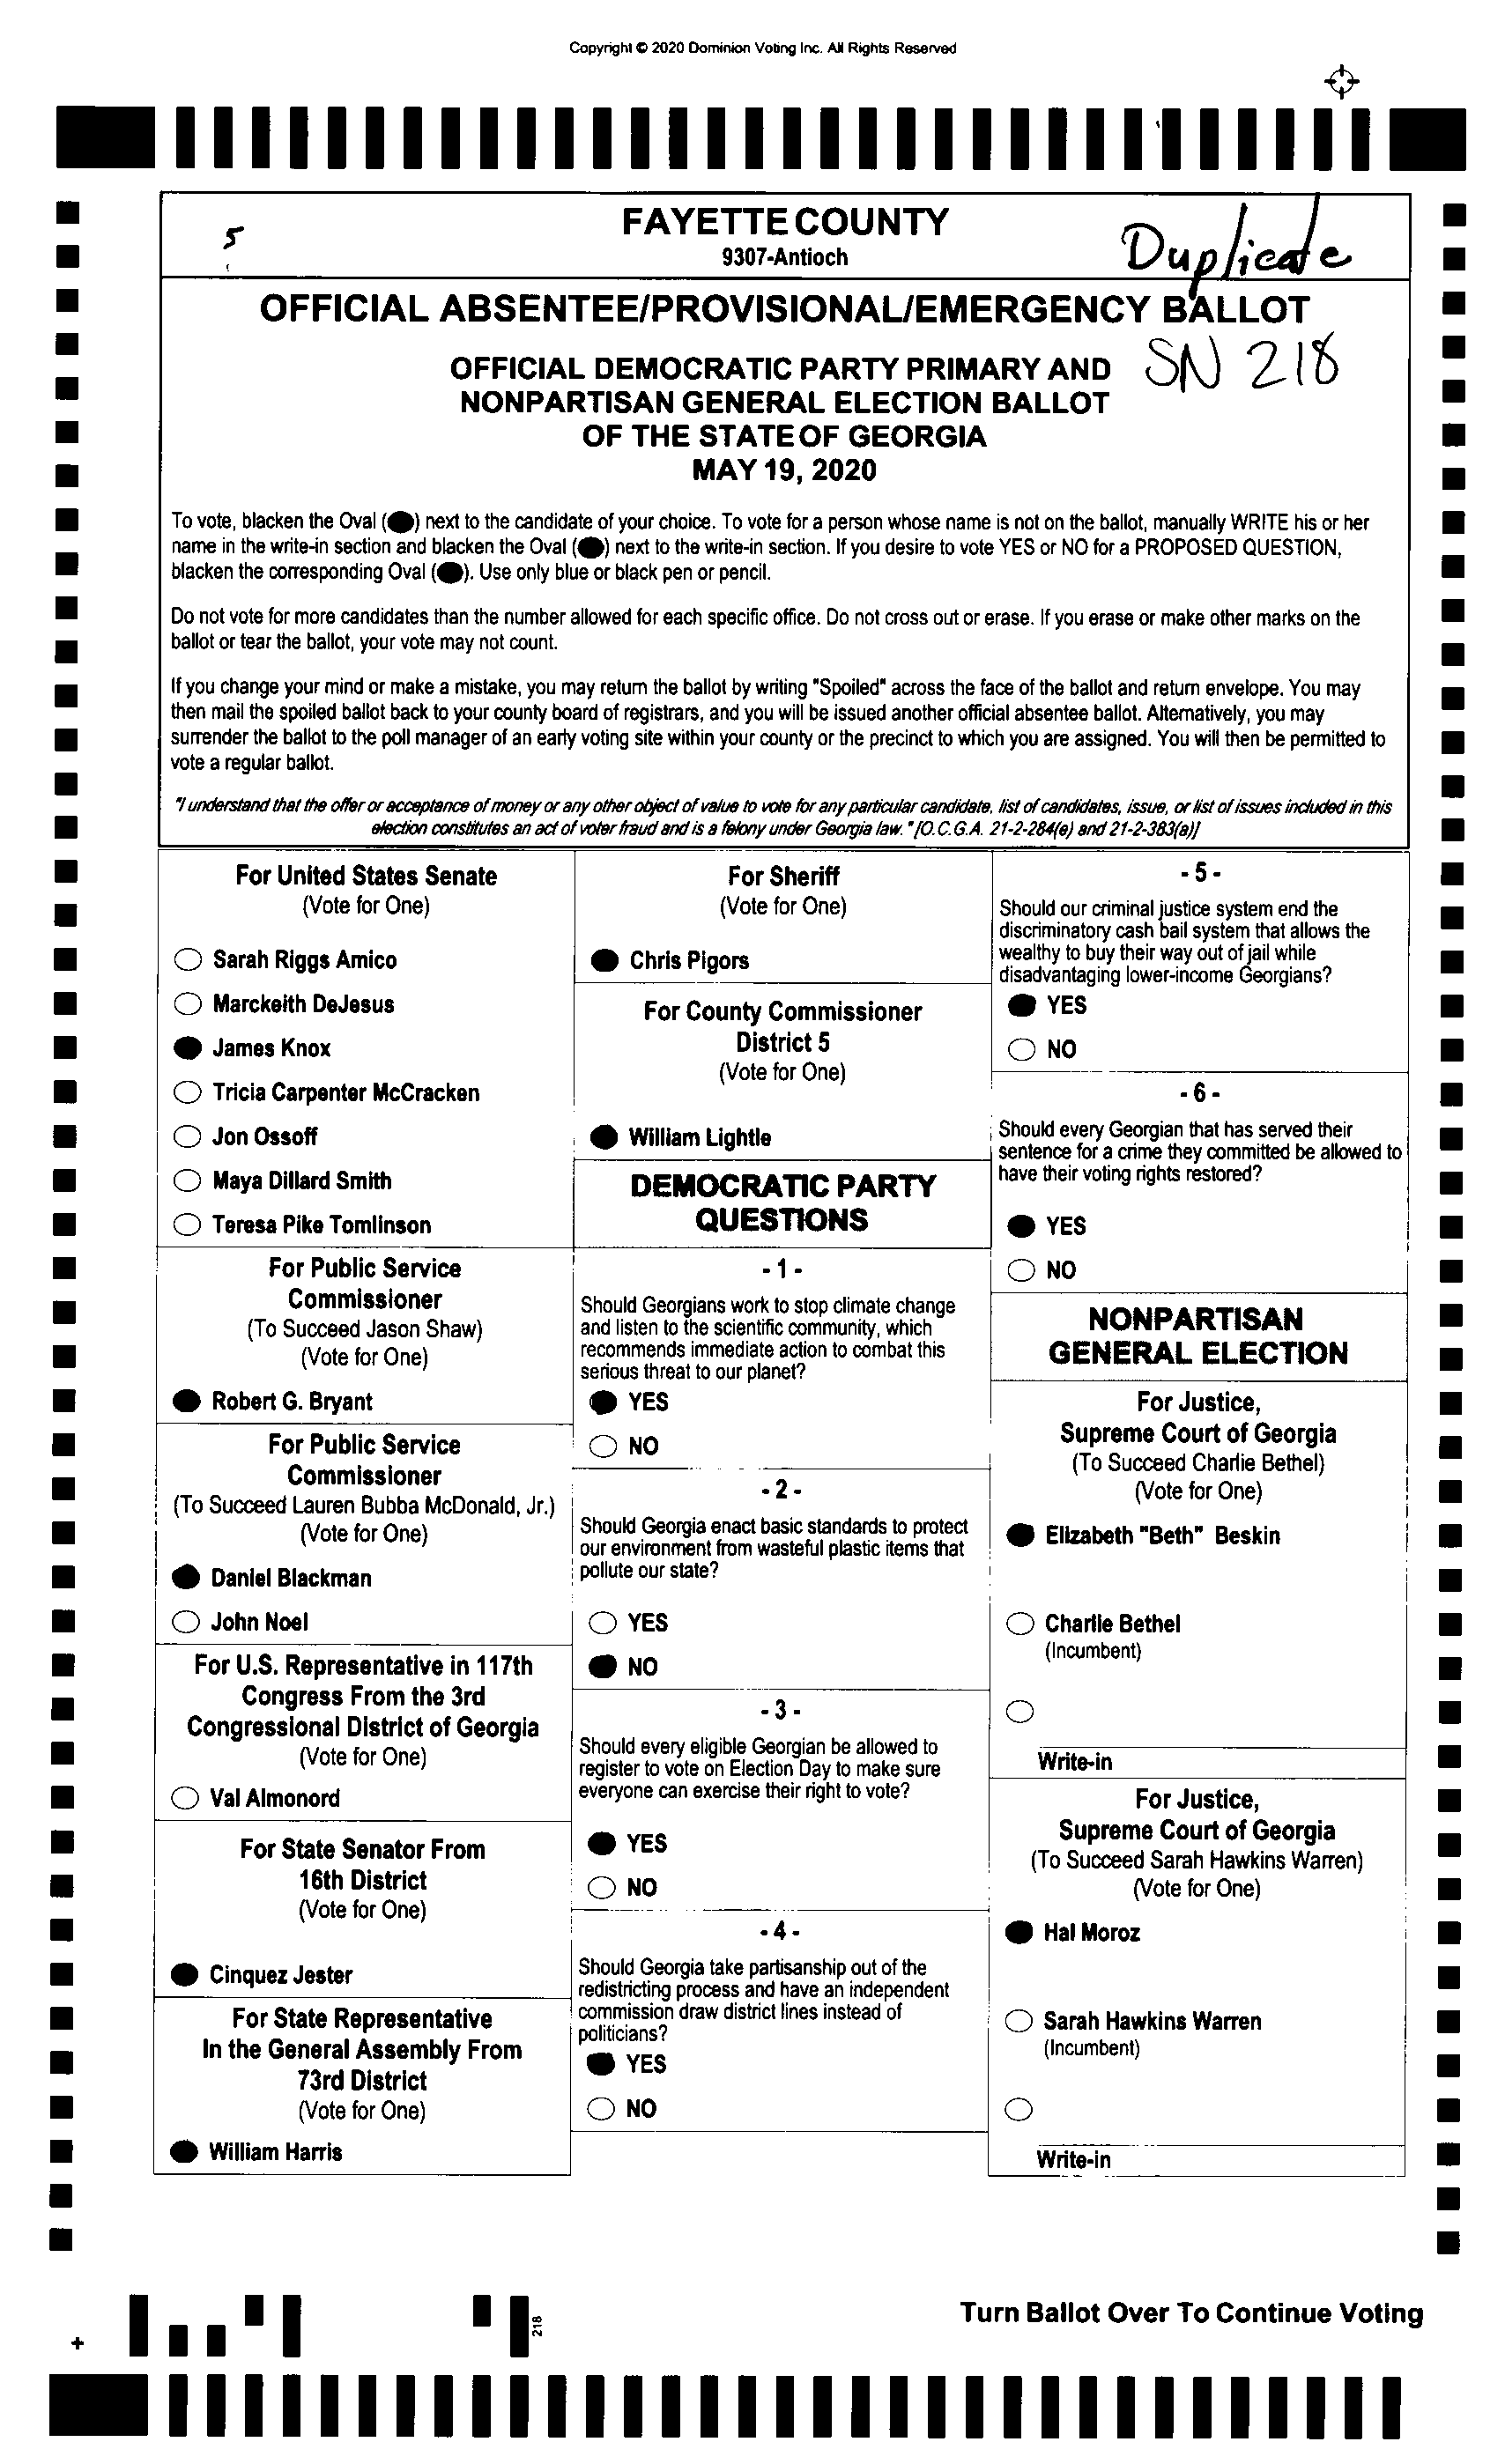 Copyright © 2020 Dominion Voting Inc. All Rights Reserved
5
FAYETTE COUNTY
9307-Antioch
Duplicate
OFFICIAL ABSENTEE/PROVISIONAL/EMERGENCY BALLOT
SN 218
OFFICIAL DEMOCRATIC PARTY PRIMARY AND
NONPARTISAN GENERAL ELECTION BALLOT
OF THE STATE OF GEORGIA
MAY 19, 2020
To vote, blacken the Oval (●) next to the candidate of your choice. To vote for a person whose name is not on the ballot, manually WRITE his or her
name in the write-in section and blacken the Oval (●) next to the write-in section. If you desire to vote YES or NO for a PROPOSED QUESTION,
blacken the corresponding Oval (●). Use only blue or black pen or pencil.
Do not vote for more candidates than the number allowed for each specific office. Do not cross out or erase. If you erase or make other marks on the
ballot or tear the ballot, your vote may not count.
If you change your mind or make a mistake, you may return the ballot by writing "Spoiled" across the face of the ballot and return envelope. You may
then mail the spoiled ballot back to your county board of registrars, and you will be issued another official absentee ballot. Alternatively, you may
surrender the ballot to the poll manager of an early voting site within your county or the precinct to which you are assigned. You will then be permitted to
vote a regular ballot.
"I understand that the offer or acceptance of money or any other object of value to vote for any particular candidate, list of candidates, issue, or list of issues included in this
election constitutes an act of voter fraud and is a felony under Georgia law." [O.C.G.A. 21-2-284(e) and 21-2-383(a)]
For United States Senate
(Vote for One)
Sarah Riggs Amico
Marckeith DeJesus
James Knox
Tricia Carpenter McCracken
Jon Ossoff
Maya Dillard Smith
Teresa Pike Tomlinson
For Public Service
Commissioner
(To Succeed Jason Shaw)
(Vote for One)
Robert G. Bryant
For Public Service
Commissioner
(To Succeed Lauren Bubba McDonald, Jr.)
(Vote for One)
Daniel Blackman
John Noel
For U.S. Representative in 117th
Congress From the 3rd
Congressional District of Georgia
(Vote for One)
Val Almonord
For State Senator From
16th District
(Vote for One)
Cinquez Jester
For State Representative
In the General Assembly From
73rd District
(Vote for One)
William Harris
For Sheriff
(Vote for One)
Chris Pigors
For County Commissioner
District 5
(Vote for One)
William Lightle
DEMOCRATIC PARTY
QUESTIONS
- 1 -
Should Georgians work to stop climate change
and listen to the scientific community, which
recommends immediate action to combat this
serious threat to our planet?
YES
NO
- 2 -
Should Georgia enact basic standards to protect
our environment from wasteful plastic items that
pollute our state?
YES
NO
- 3 -
Should every eligible Georgian be allowed to
register to vote on Election Day to make sure
everyone can exercise their right to vote?
YES
NO
- 4 -
Should Georgia take partisanship out of the
redistricting process and have an independent
commission draw district lines instead of
politicians?
YES
NO
- 5 -
Should our criminal justice system end the
discriminatory cash bail system that allows the
wealthy to buy their way out of jail while
disadvantaging lower-income Georgians?
YES
NO
- 6 -
Should every Georgian that has served their
sentence for a crime they committed be allowed to
have their voting rights restored?
YES
NO
NONPARTISAN
GENERAL ELECTION
For Justice,
Supreme Court of Georgia
(To Succeed Charlie Bethel)
(Vote for One)
Elizabeth "Beth" Beskin
Charlie Bethel
(Incumbent)
Write-in
For Justice,
Supreme Court of Georgia
(To Succeed Sarah Hawkins Warren)
(Vote for One)
Hal Moroz
Sarah Hawkins Warren
(Incumbent)
Write-in
218
Turn Ballot Over To Continue Voting